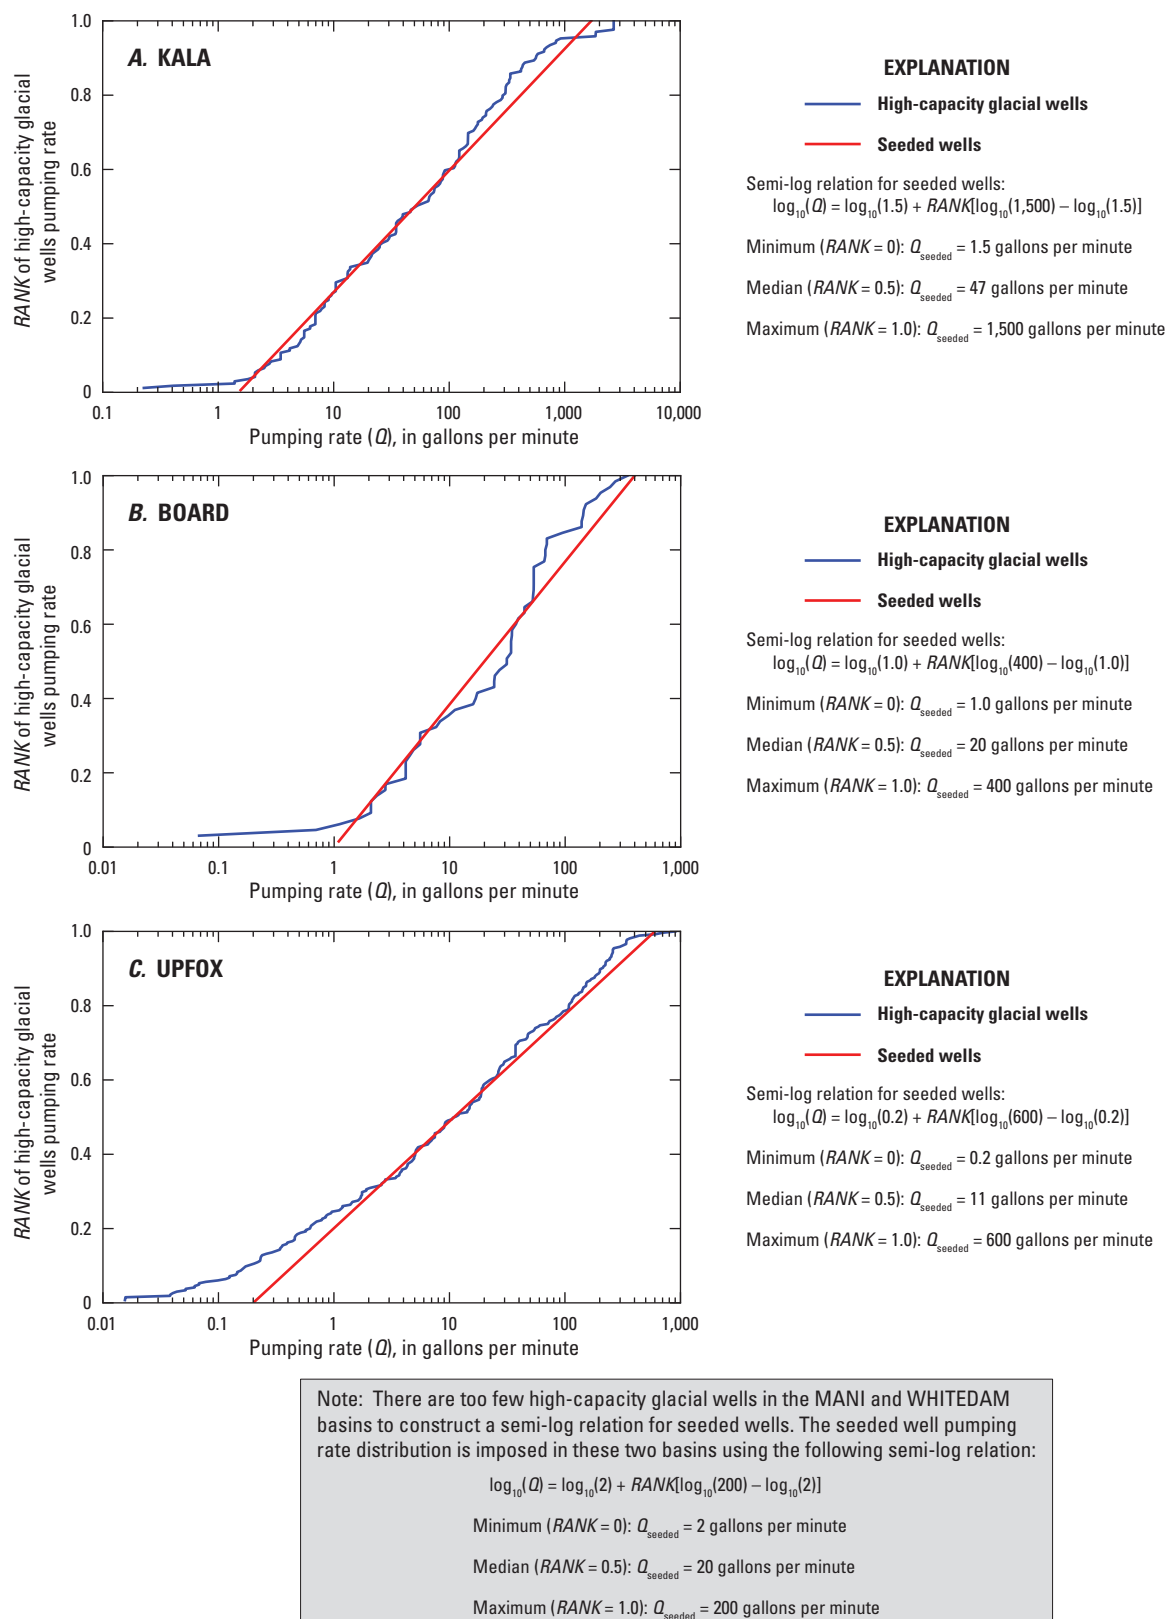 A. KALA
RANK of high-capacity glacial
wells pumping rate
1.0
0.8
0.6
0.4
0.2
0
0.1
1
10
100
1,000
10,000
Pumping rate (Q), in gallons per minute
EXPLANATION
High-capacity glacial wells
Seeded wells
Semi-log relation for seeded wells:
log10(Q) = log10(1.5) + RANK[log10(1,500) – log10(1.5)]
Minimum (RANK = 0): Qseeded = 1.5 gallons per minute
Median (RANK = 0.5): Qseeded = 47 gallons per minute
Maximum (RANK = 1.0): Qseeded = 1,500 gallons per minute
B. BOARD
RANK of high-capacity glacial
wells pumping rate
1.0
0.8
0.6
0.4
0.2
0
0.01
0.1
1
10
100
1,000
Pumping rate (Q), in gallons per minute
EXPLANATION
High-capacity glacial wells
Seeded wells
Semi-log relation for seeded wells:
log10(Q) = log10(1.0) + RANK[log10(400) – log10(1.0)]
Minimum (RANK = 0): Qseeded = 1.0 gallons per minute
Median (RANK = 0.5): Qseeded = 20 gallons per minute
Maximum (RANK = 1.0): Qseeded = 400 gallons per minute
C. UPFOX
RANK of high-capacity glacial
wells pumping rate
1.0
0.8
0.6
0.4
0.2
0
0.01
0.1
1
10
100
1,000
Pumping rate (Q), in gallons per minute
EXPLANATION
High-capacity glacial wells
Seeded wells
Semi-log relation for seeded wells:
log10(Q) = log10(0.2) + RANK[log10(600) – log10(0.2)]
Minimum (RANK = 0): Qseeded = 0.2 gallons per minute
Median (RANK = 0.5): Qseeded = 11 gallons per minute
Maximum (RANK = 1.0): Qseeded = 600 gallons per minute
Note: There are too few high-capacity glacial wells in the MANI and WHITEDAM
basins to construct a semi-log relation for seeded wells. The seeded well pumping
rate distribution is imposed in these two basins using the following semi-log relation:
log10(Q) = log10(2) + RANK[log10(200) – log10(2)]
Minimum (RANK = 0): Qseeded = 2 gallons per minute
Median (RANK = 0.5): Qseeded = 20 gallons per minute
Maximum (RANK = 1.0): Qseeded = 200 gallons per minute